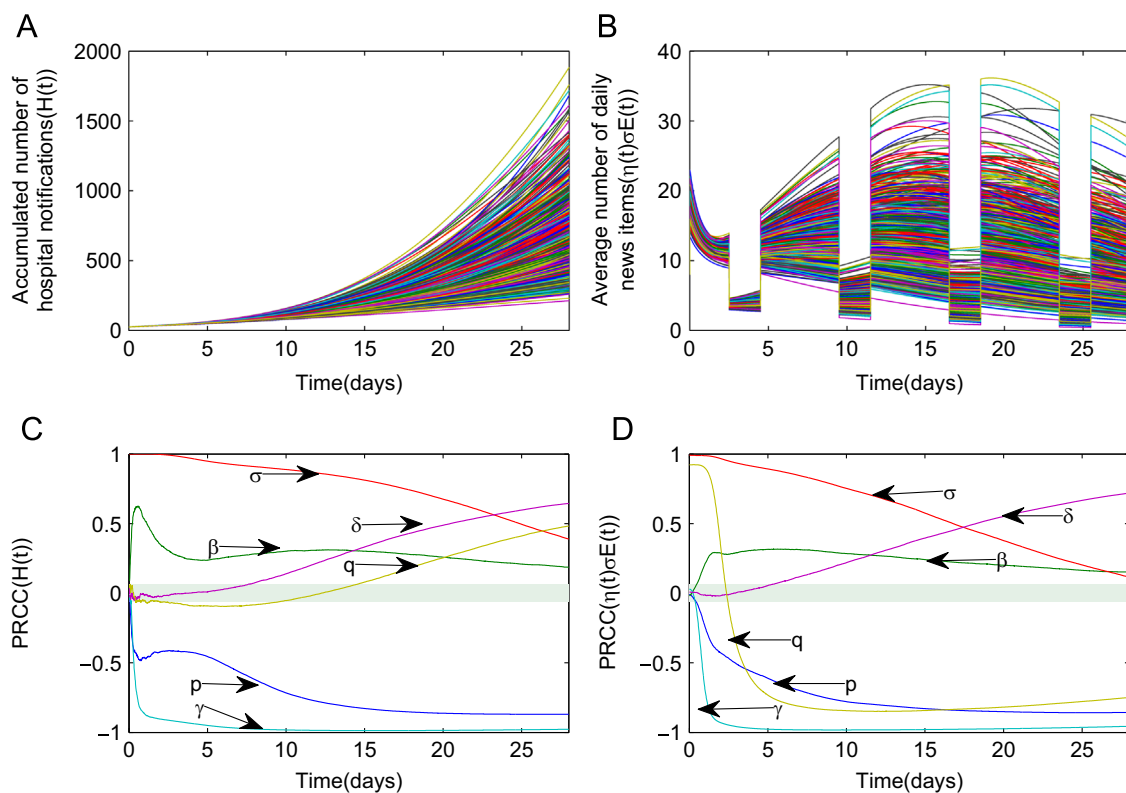 A
Accumulated number of
hospital notifications(H(t))
2000
1500
1000
500
0
0 5 10 15 20 25
Time(days)
B
Average number of daily
news items(η(t)σE(t))
40
30
20
10
0
0 5 10 15 20 25
Time(days)
C
PRCC(H(t))
1
0.5
0
−0.5
−1
σ
δ
β
q
p
γ
0 5 10 15 20 25
Time(days)
D
PRCC(η(t)σE(t))
1
0.5
0
−0.5
−1
σ
δ
β
q
p
γ
0 5 10 15 20 25
Time(days)